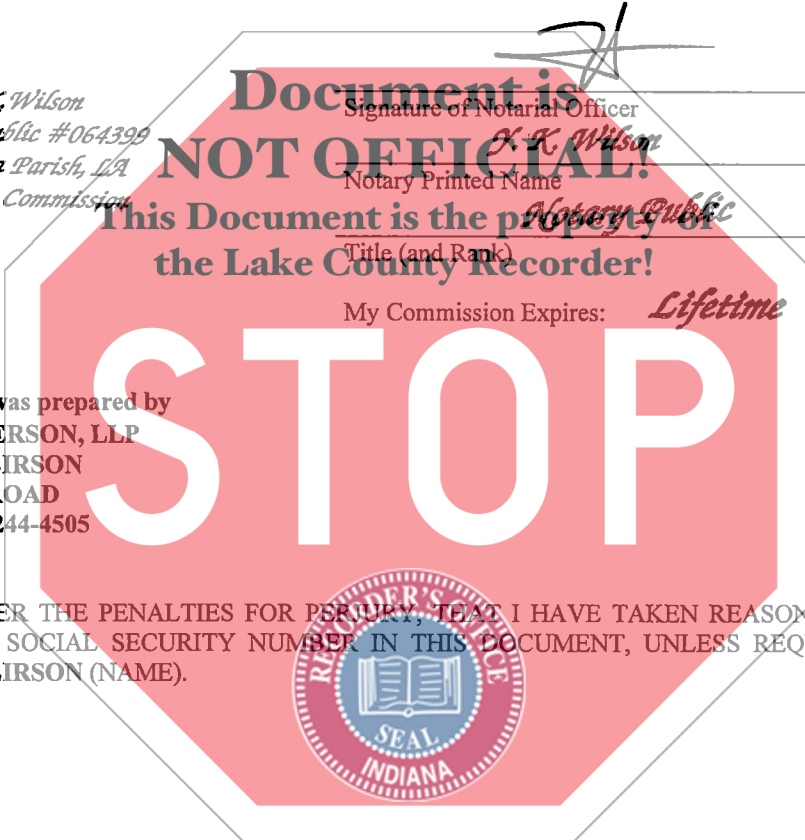 Wilson
Public #064399
Parish, LA
Commission
Document is
NOT OFFICIAL!
This Document is the property of
the Lake County Recorder!
Signature of Notarial Officer
K. Wilson
Notary Printed Name
Notary Public
Title (and Rank)
My Commission Expires: Lifetime
STOP
was prepared by
ERSON, LLP
IRSON
OAD
244-4505
ER THE PENALTIES FOR PERJURY, THAT I HAVE TAKEN REASON
SOCIAL SECURITY NUMBER IN THIS DOCUMENT, UNLESS REQ
IRSON (NAME).
RECORDER'S OFFICE
SEAL
INDIANA